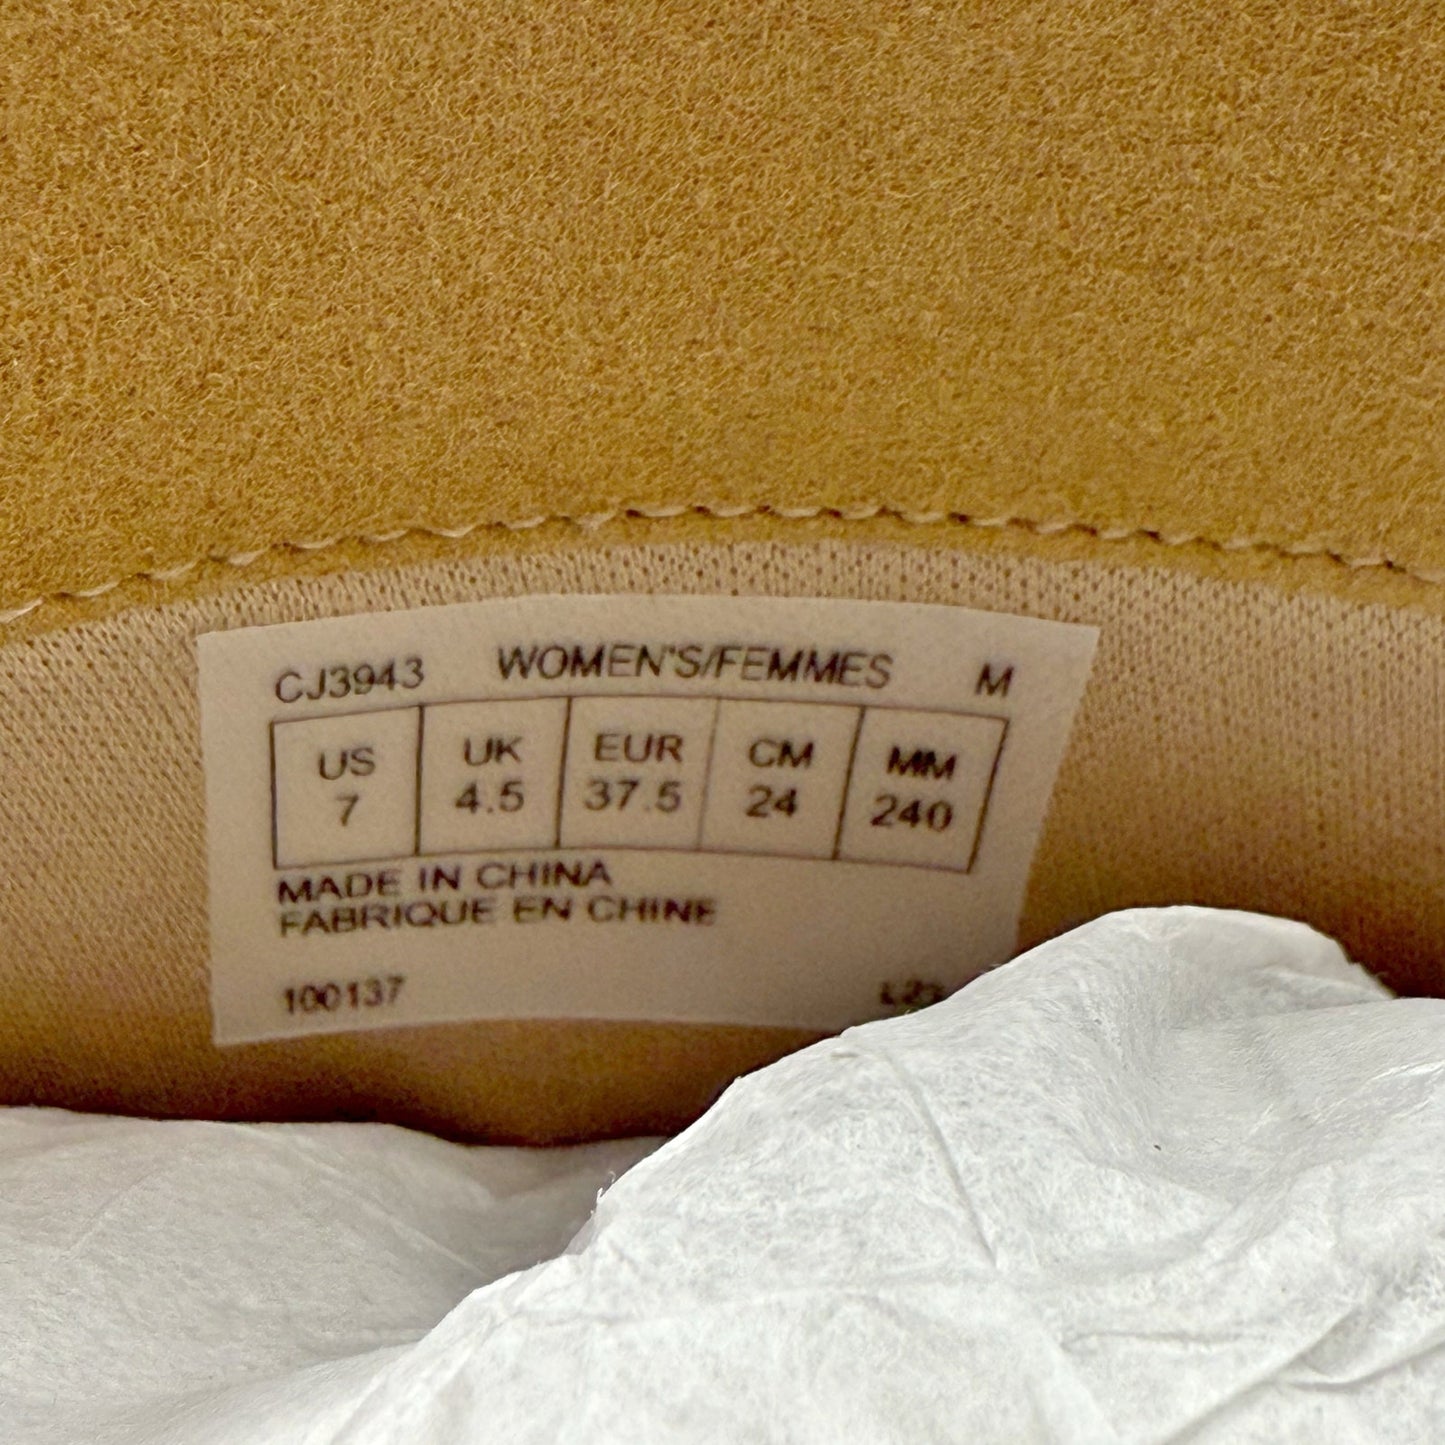 CJ3943 WOMEN'S/FEMMES M
US UK EUR CM MM
7 4.5 37.5 24 240
MADE IN CHINA
FABRIQUE EN CHINE
100137